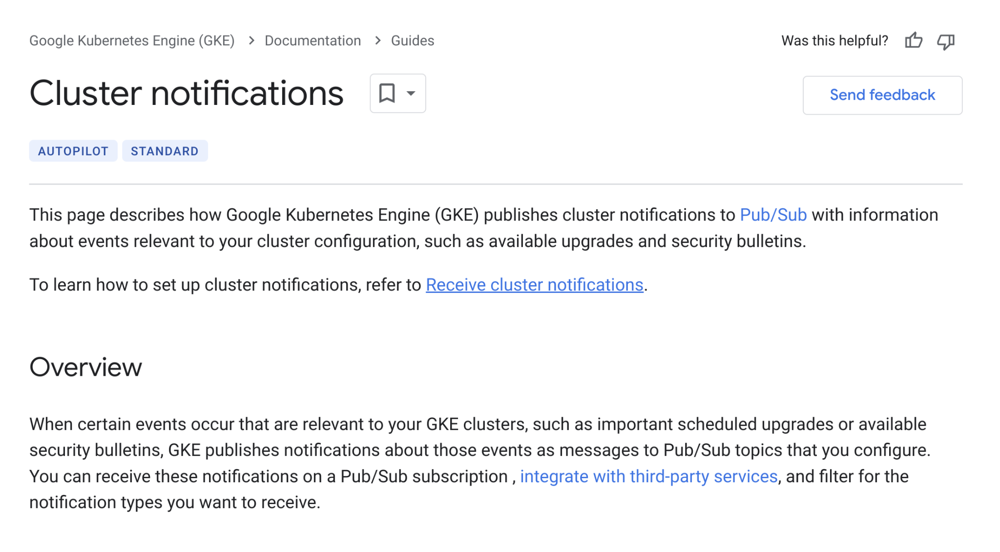 Google Kubernetes Engine (GKE) > Documentation > Guides
Was this helpful?
Cluster notifications
Send feedback
AUTOPILOT STANDARD
This page describes how Google Kubernetes Engine (GKE) publishes cluster notifications to Pub/Sub with information
about events relevant to your cluster configuration, such as available upgrades and security bulletins.
To learn how to set up cluster notifications, refer to Receive cluster notifications.
Overview
When certain events occur that are relevant to your GKE clusters, such as important scheduled upgrades or available
security bulletins, GKE publishes notifications about those events as messages to Pub/Sub topics that you configure.
You can receive these notifications on a Pub/Sub subscription , integrate with third-party services, and filter for the
notification types you want to receive.